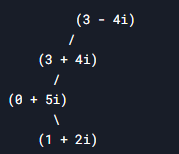 (3 - 4i)
/
(3 + 4i)
/
(0 + 5i)
\
(1 + 2i)